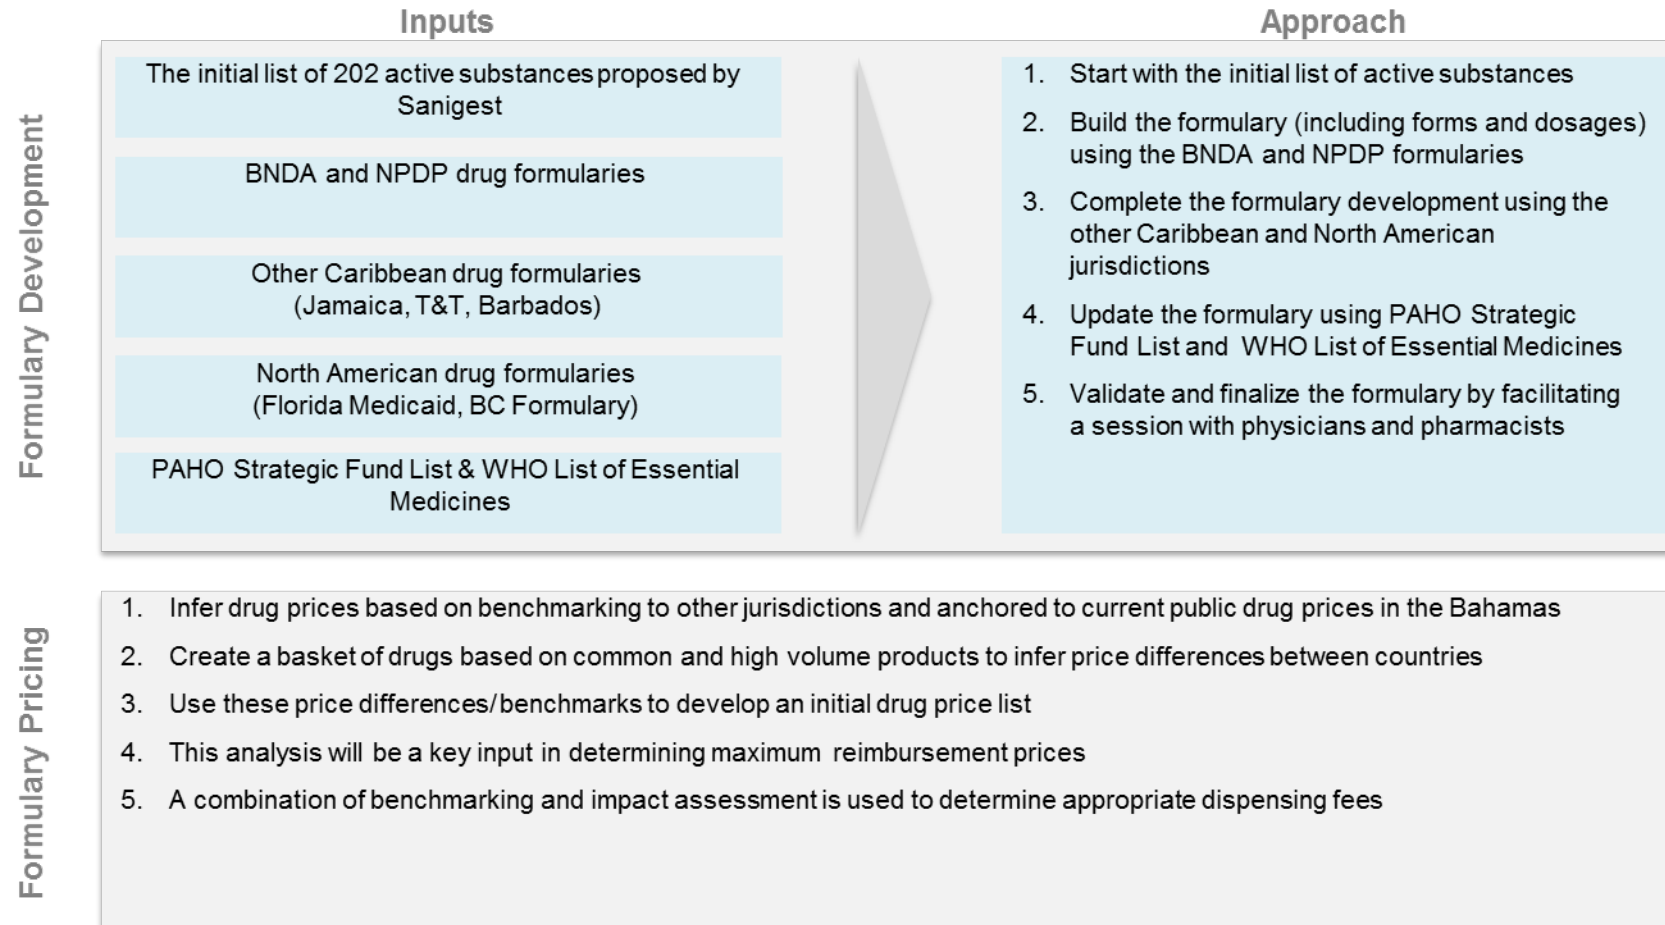 Inputs
Approach
Formulary Development
The initial list of 202 active substances proposed by
Sanigest
BNDA and NPDP drug formularies
Other Caribbean drug formularies
(Jamaica, T&T, Barbados)
North American drug formularies
(Florida Medicaid, BC Formulary)
PAHO Strategic Fund List & WHO List of Essential
Medicines
1. Start with the initial list of active substances
2. Build the formulary (including forms and dosages)
using the BNDA and NPDP formularies
3. Complete the formulary development using the
other Caribbean and North American
jurisdictions
4. Update the formulary using PAHO Strategic
Fund List and WHO List of Essential Medicines
5. Validate and finalize the formulary by facilitating
a session with physicians and pharmacists
Formulary Pricing
1. Infer drug prices based on benchmarking to other jurisdictions and anchored to current public drug prices in the Bahamas
2. Create a basket of drugs based on common and high volume products to infer price differences between countries
3. Use these price differences/benchmarks to develop an initial drug price list
4. This analysis will be a key input in determining maximum reimbursement prices
5. A combination of benchmarking and impact assessment is used to determine appropriate dispensing fees